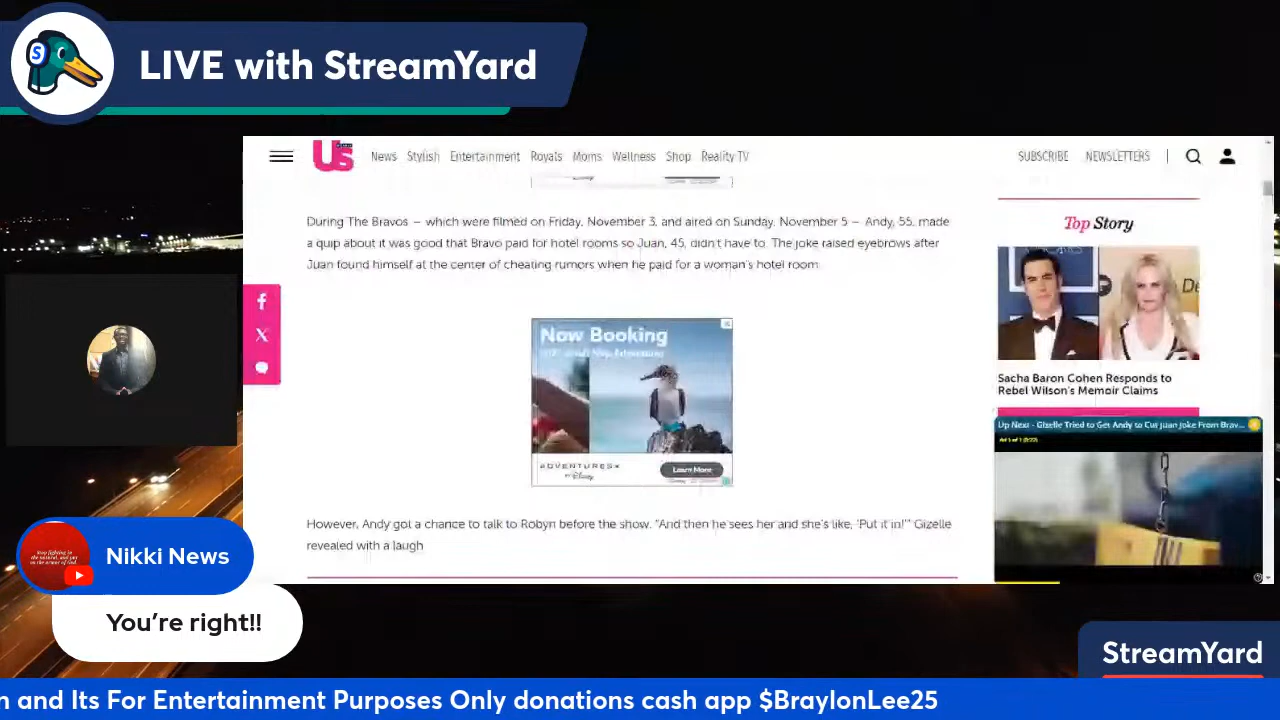 LIVE with StreamYard
Us
News Stylish Entertainment Royals Moms Wellness Shop Reality TV
SUBSCRIBE NEWSLETTERS
During The Bravos — which were filmed on Friday, November 3, and aired on Sunday, November 5 — Andy, 55, made
a quip about it was good that Bravo paid for hotel rooms so Juan, 45, didn't have to. The joke raised eyebrows after
Juan found himself at the center of cheating rumors when he paid for a woman's hotel room.
Top Story
Sacha Baron Cohen Responds to
Rebel Wilson's Memoir Claims
Now Booking
ADVENTURES
by Disney
Learn More
Up Next - Gizelle Tried to Get Andy to Cut Juan Joke From Brav...
However, Andy got a chance to talk to Robyn before the show. "And then he sees her and she's like, 'Put it in!'" Gizelle
revealed with a laugh
Nikki News
You're right!!
StreamYard
n and Its For Entertainment Purposes Only donations cash app $BraylonLee25